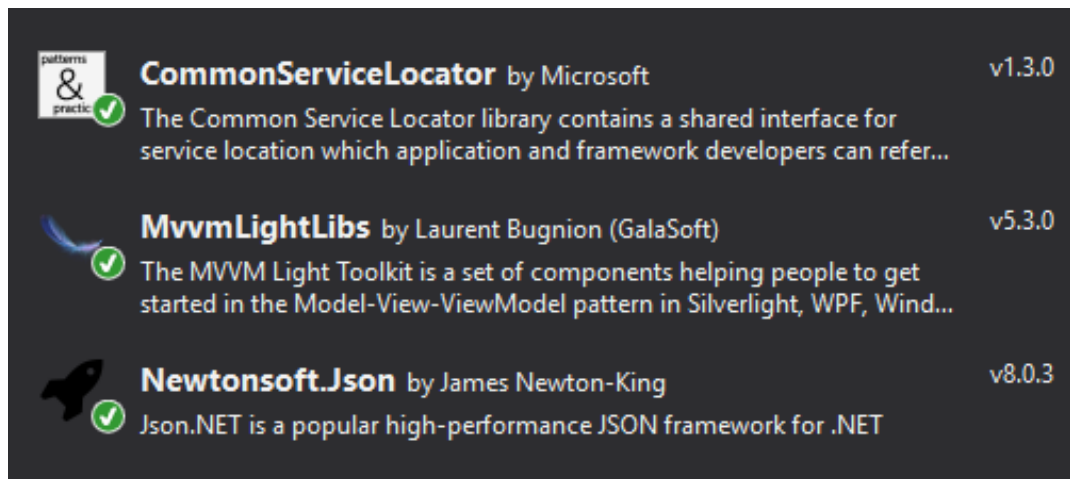 patterns
&
practic
CommonServiceLocator by Microsoft v1.3.0
The Common Service Locator library contains a shared interface for
service location which application and framework developers can refer...
MvvmLightLibs by Laurent Bugnion (GalaSoft) v5.3.0
The MVVM Light Toolkit is a set of components helping people to get
started in the Model-View-ViewModel pattern in Silverlight, WPF, Wind...
Newtonsoft.Json by James Newton-King v8.0.3
Json.NET is a popular high-performance JSON framework for .NET